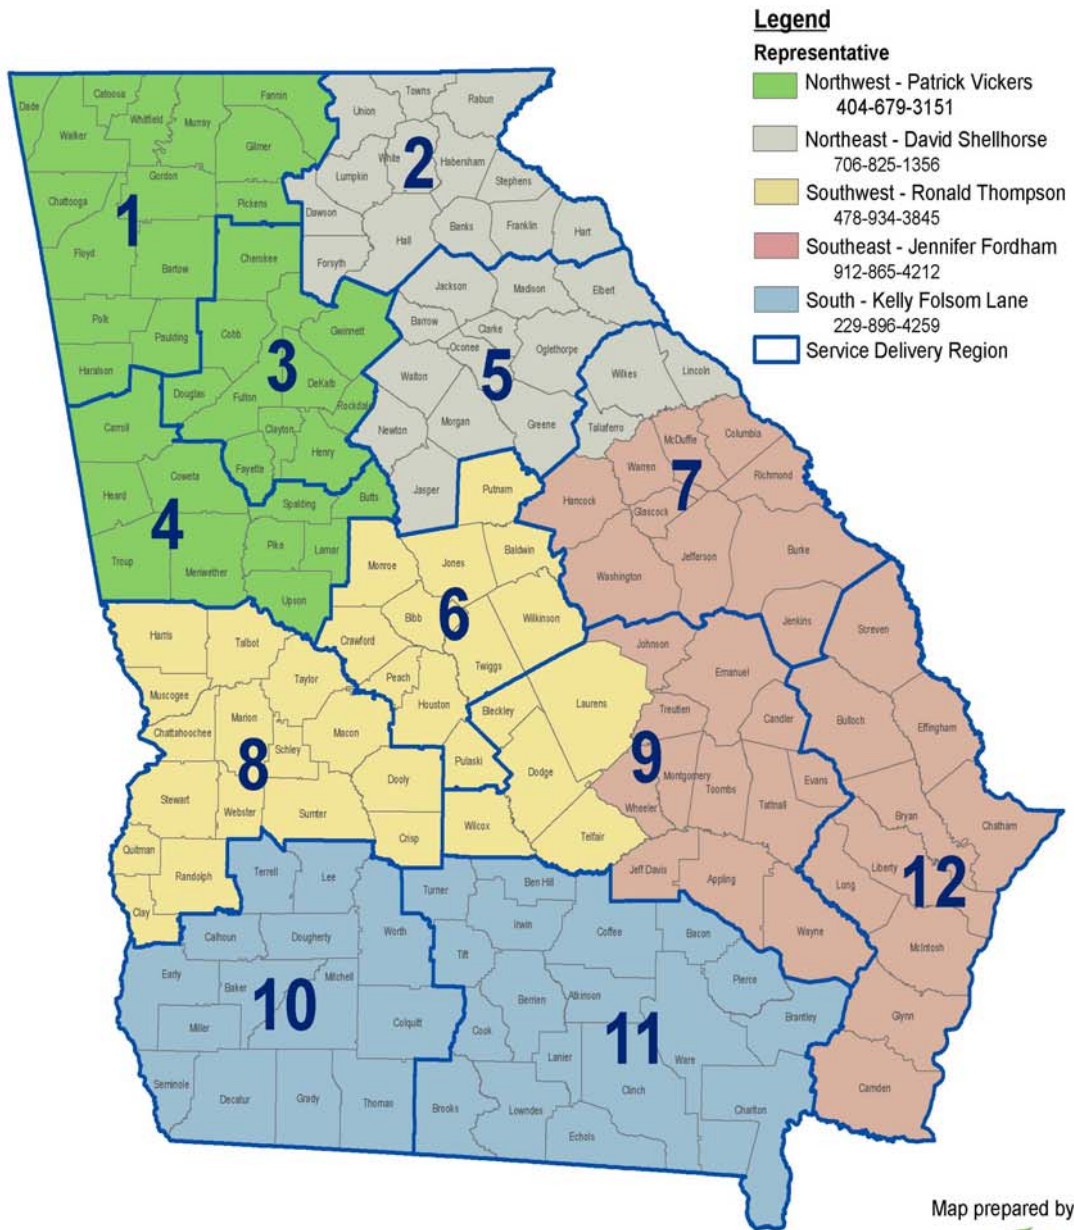 Legend
Representative
Northwest - Patrick Vickers
404-679-3151
Northeast - David Shellhorse
706-825-1356
Southwest - Ronald Thompson
478-934-3845
Southeast - Jennifer Fordham
912-865-4212
South - Kelly Folsom Lane
229-896-4259
Service Delivery Region
Dade
Catoosa
Whitfield
Murray
Fannin
Walker
Gilmer
Gordon
Chattooga
1
Pickens
Floyd
Bartow
Polk
Paulding
Haralson
Towns
Rabun
Union
2
White
Habersham
Lumpkin
Stephens
Dawson
Banks
Franklin
Hart
Hall
Forsyth
Cherokee
Cobb
Gwinnett
3
DeKalb
Douglas
Fulton
Rockdale
Clayton
Henry
Fayette
Carroll
Coweta
Heard
4
Spalding
Butts
Pike
Lamar
Troup
Meriwether
Upson
Jackson
Madison
Elbert
Barrow
Clarke
Oconee
Oglethorpe
5
Walton
Morgan
Greene
Newton
Jasper
Putnam
Baldwin
Monroe
Jones
6
Bibb
Wilkinson
Crawford
Twiggs
Peach
Houston
Pulaski
Wilkes
Lincoln
Taliaferro
McDuffie
Columbia
Warren
7
Richmond
Hancock
Glascock
Jefferson
Burke
Washington
Jenkins
Harris
Talbot
Taylor
Muscogee
Marion
Chattahoochee
Macon
Schley
8
Dooly
Stewart
Webster
Sumter
Crisp
Quitman
Randolph
Clay
Johnson
Emanuel
Laurens
Treutlen
Candler
Bleckley
9
Dodge
Montgomery
Toombs
Evans
Tattnall
Wheeler
Wilcox
Telfair
Jeff Davis
Appling
Wayne
Terrell
Lee
Calhoun
Dougherty
Worth
Early
Baker
Mitchell
10
Miller
Colquitt
Seminole
Decatur
Grady
Thomas
Turner
Ben Hill
Irwin
Coffee
Bacon
Tift
Pierce
Berrien
Atkinson
Brantley
Cook
11
Lanier
Ware
Clinch
Brooks
Lowndes
Charlton
Echols
Screven
Bulloch
Effingham
Bryan
Chatham
Liberty
Long
12
McIntosh
Glynn
Camden
Map prepared by